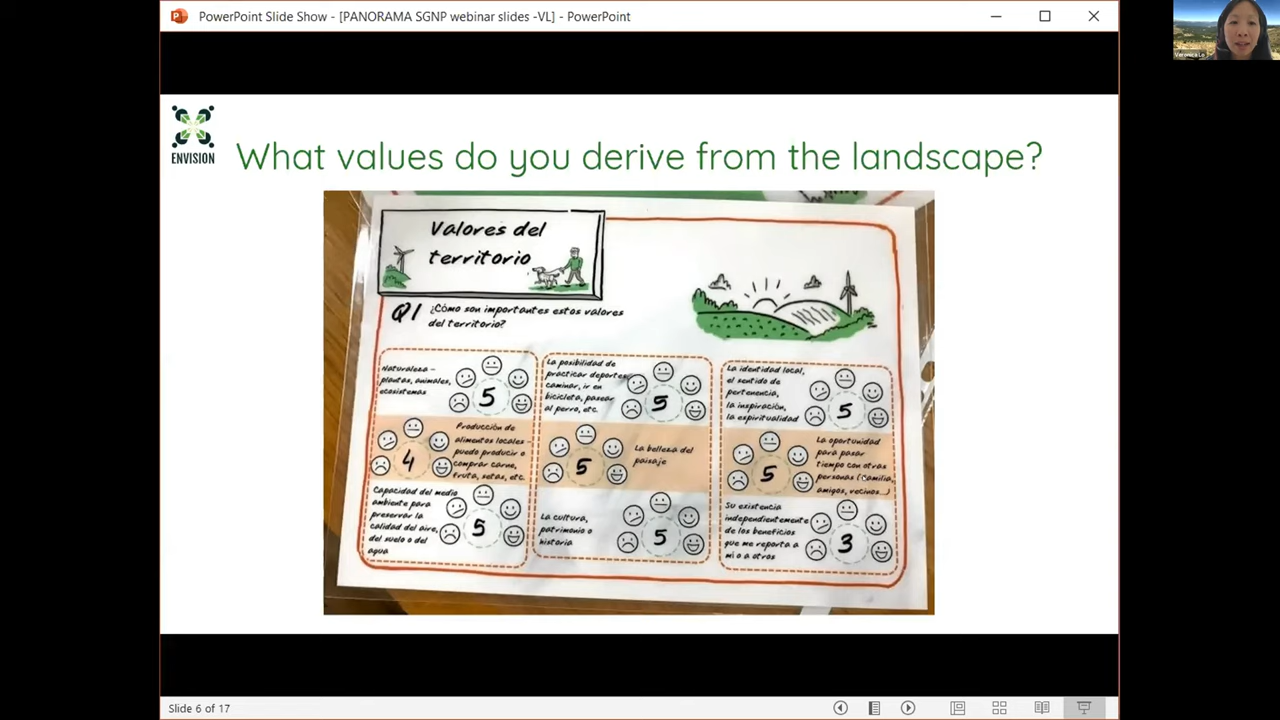 PowerPoint Slide Show - [PANORAMA SGNP webinar slides -VL] - PowerPoint
Veronica Lo
ENVISION
What values do you derive from the landscape?
Valores del
territorio
Q1 ¿Cómo son importantes estos valores
del territorio?
Naturaleza -
plantas, animales,
ecosistemas
5
La posibilidad de
practicar deportes,
caminar, ir en
bicicleta, pasear
al perro, etc.
5
La identidad local,
el sentido de
pertenencia,
la inspiración,
la espiritualidad
5
4
Producción de
alimentos locales -
puedo producir o
comprar carne,
fruta, setas, etc.
5
La belleza del
paisaje
5
La oportunidad
para pasar
tiempo con otras
personas (familia,
amigos, vecinos...)
Capacidad del medio
ambiente para
preservar la
calidad del aire,
del suelo o del
agua
5
La cultura,
patrimonio o
historia
5
Su existencia
independientemente
de los beneficios
que me reporta a
mi o a otros
3
Slide 6 of 17